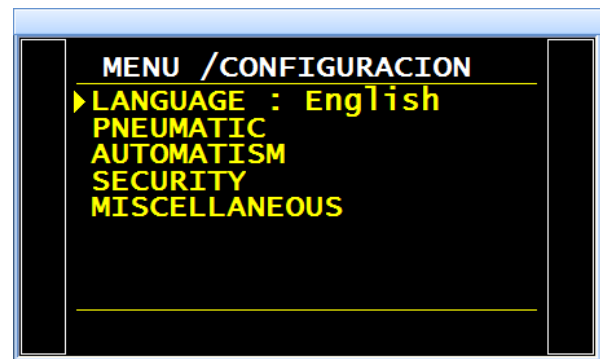 MENU /CONFIGURACION
LANGUAGE : English
PNEUMATIC
AUTOMATISM
SECURITY
MISCELLANEOUS